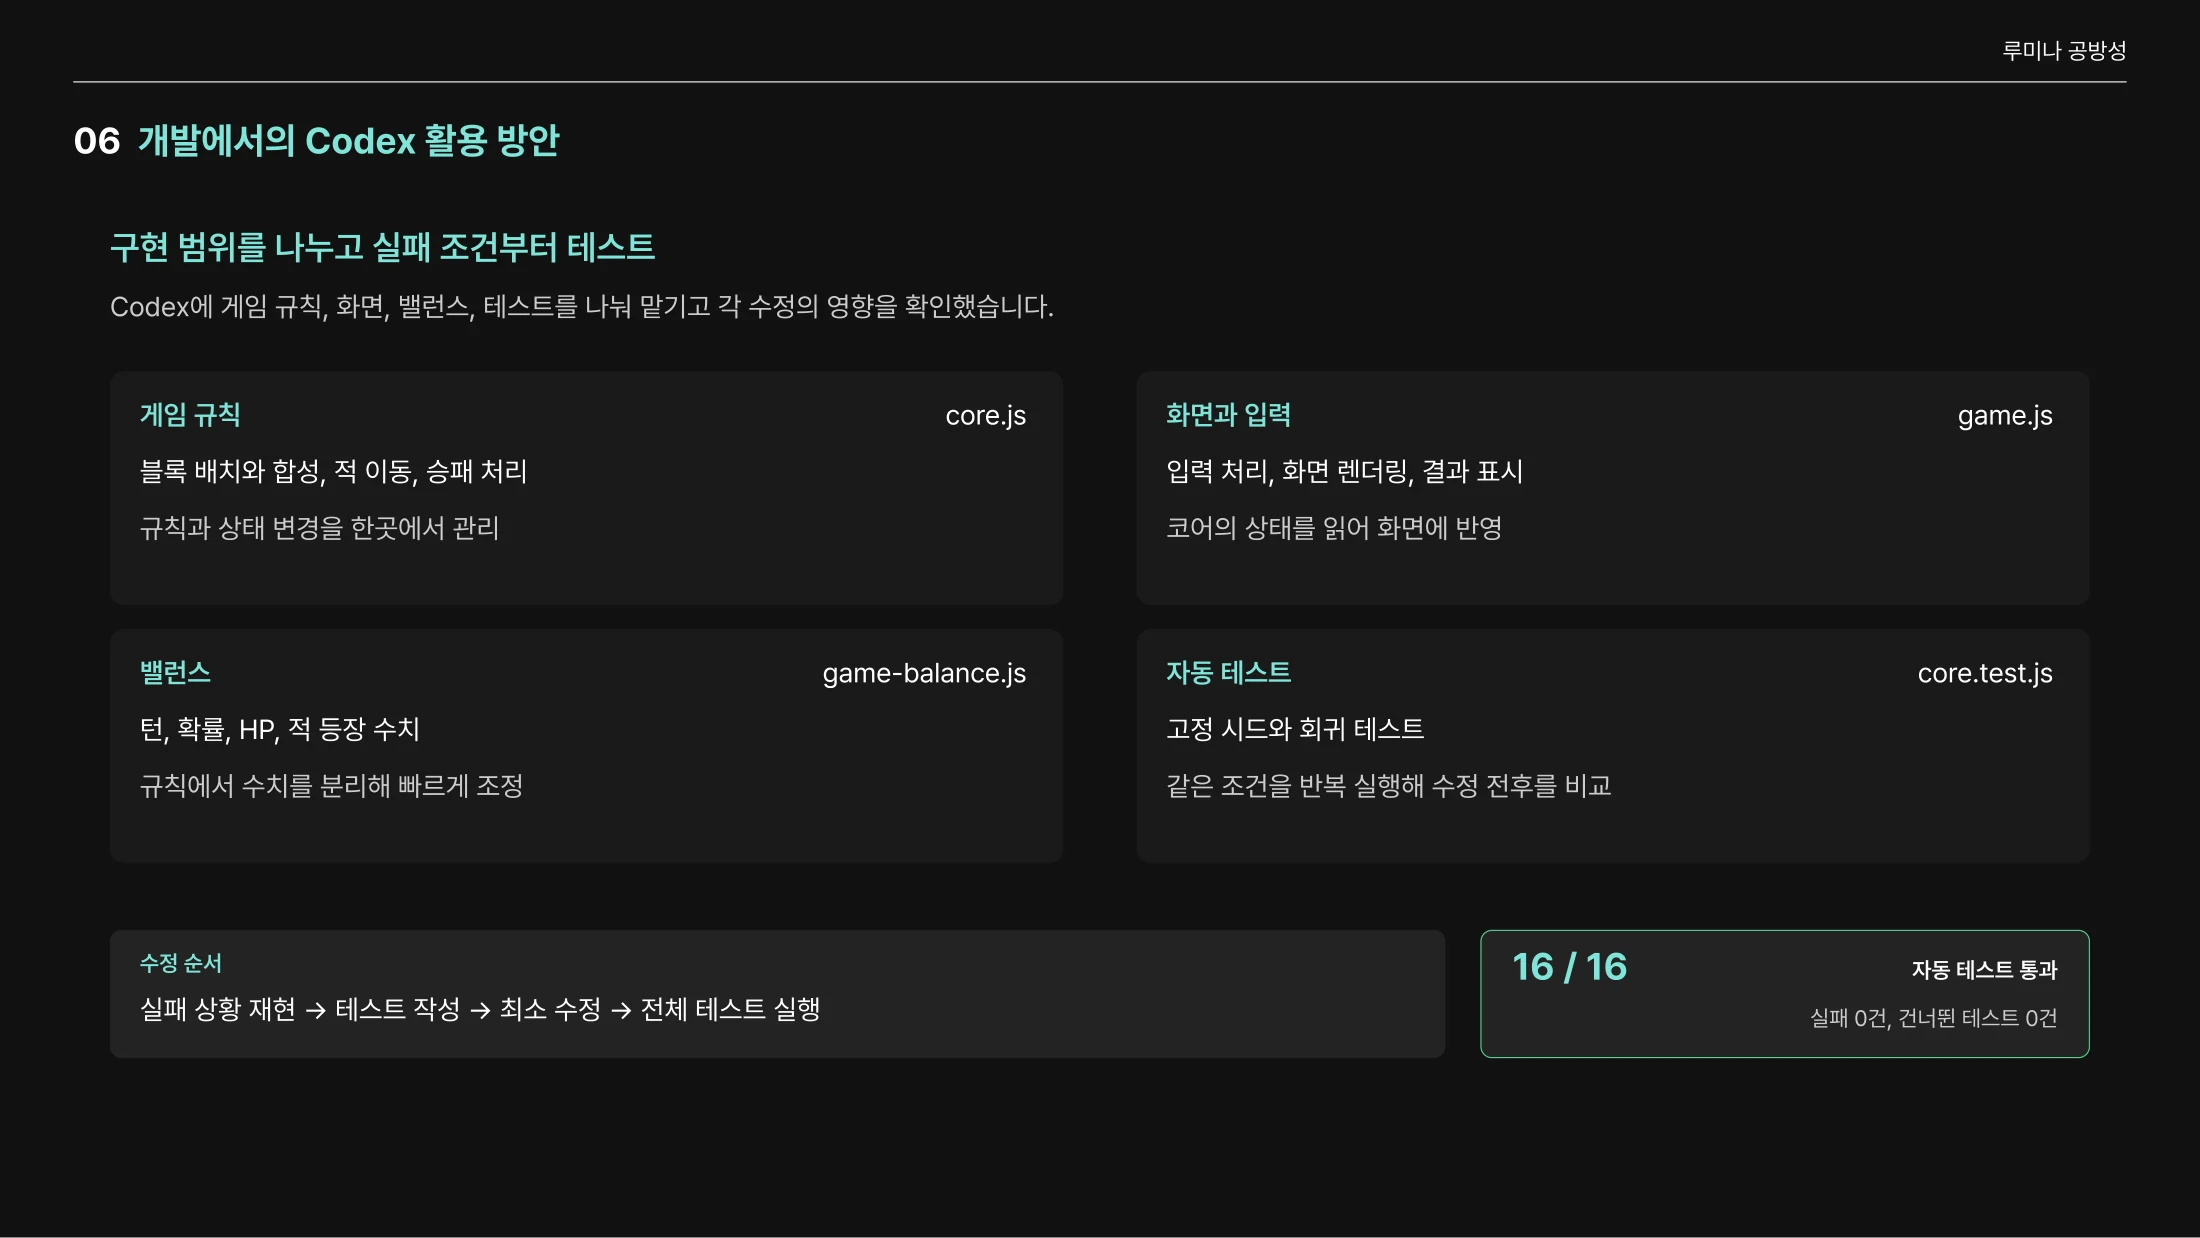 루미나 공방성
06 개발에서의 Codex 활용 방안
구현 범위를 나누고 실패 조건부터 테스트
Codex에 게임 규칙, 화면, 밸런스, 테스트를 나눠 맡기고 각 수정의 영향을 확인했습니다.
게임 규칙 core.js
블록 배치와 합성, 적 이동, 승패 처리
규칙과 상태 변경을 한곳에서 관리
화면과 입력 game.js
입력 처리, 화면 렌더링, 결과 표시
코어의 상태를 읽어 화면에 반영
밸런스 game-balance.js
턴, 확률, HP, 적 등장 수치
규칙에서 수치를 분리해 빠르게 조정
자동 테스트 core.test.js
고정 시드와 회귀 테스트
같은 조건을 반복 실행해 수정 전후를 비교
수정 순서
실패 상황 재현 → 테스트 작성 → 최소 수정 → 전체 테스트 실행
16 / 16 자동 테스트 통과
실패 0건, 건너뛴 테스트 0건